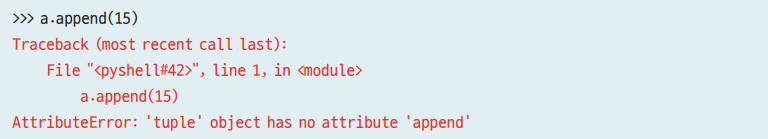 >>> a.append(15)
Traceback (most recent call last):
    File "<pyshell#42>", line 1, in <module>
        a.append(15)
AttributeError: 'tuple' object has no attribute 'append'